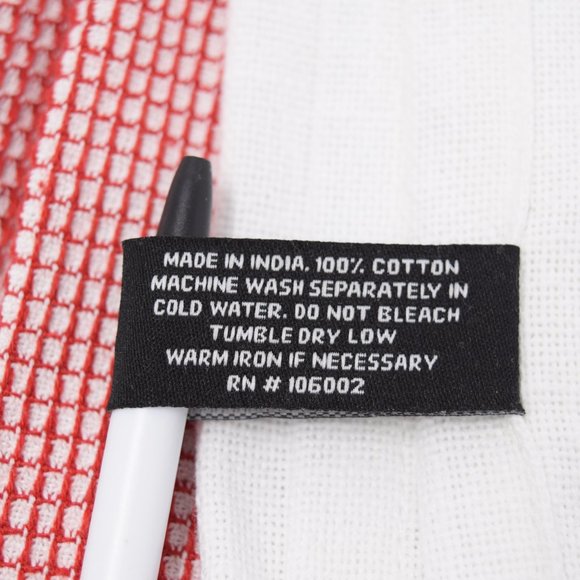 MADE IN INDIA. 100% COTTON
MACHINE WASH SEPARATELY IN
COLD WATER. DO NOT BLEACH
TUMBLE DRY LOW
WARM IRON IF NECESSARY
RN # 106002